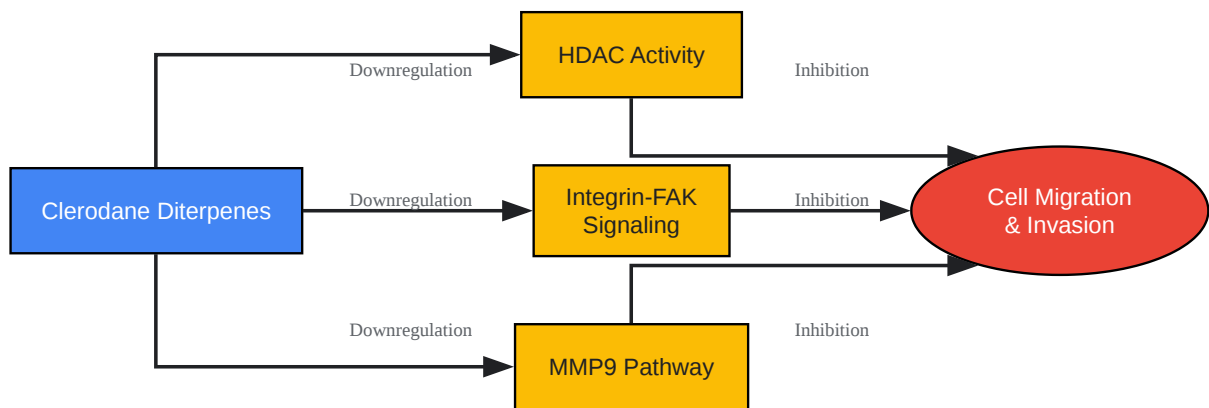 HDAC Activity
Downregulation
Inhibition
Clerodane Diterpenes
Downregulation
Integrin-FAK
Signaling
Inhibition
Cell Migration
& Invasion
Downregulation
Inhibition
MMP9 Pathway